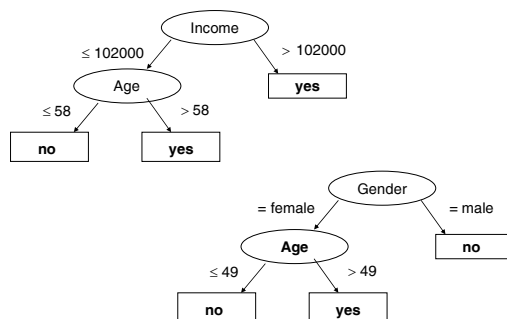 Income
≤ 102000 > 102000
Age
yes
≤ 58 > 58
no yes
Gender
= female = male
Age
no
≤ 49 > 49
no yes